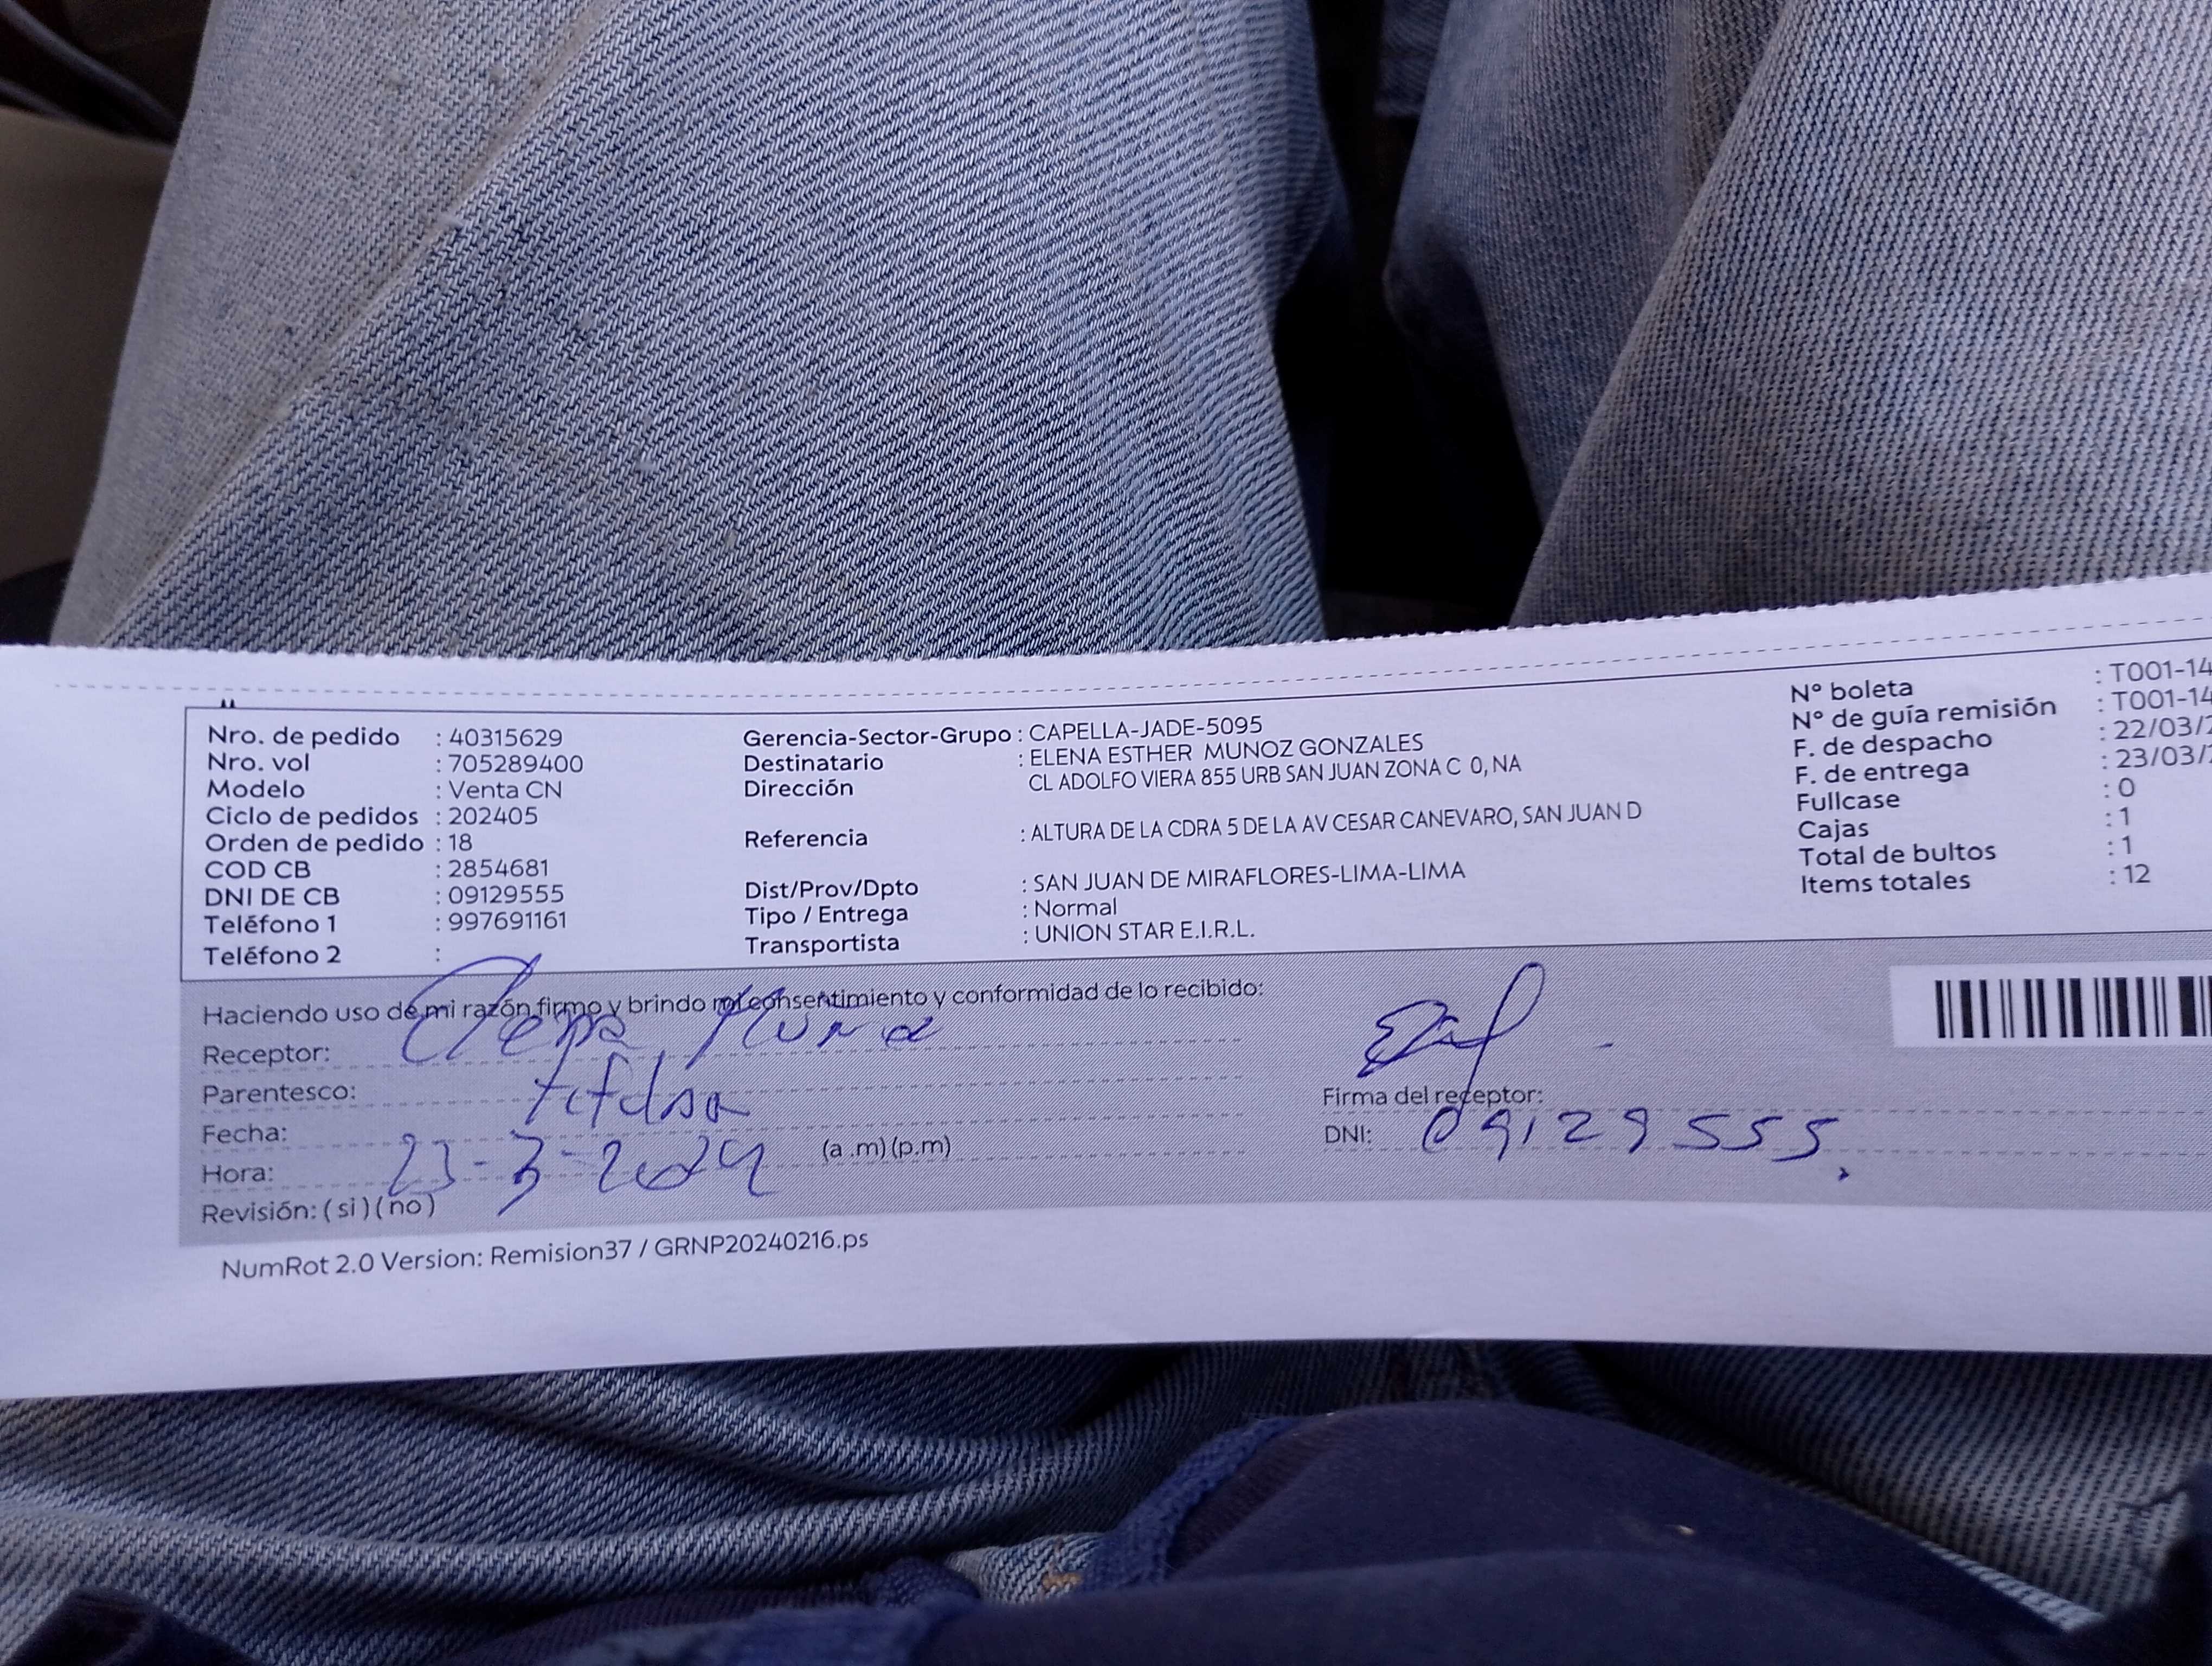 Nro. de pedido : 40315629
Nro. vol : 705289400
Modelo : Venta CN
Ciclo de pedidos : 202405
Orden de pedido : 18
COD CB : 2854681
DNI DE CB : 09129555
Teléfono 1 : 997691161
Teléfono 2 :
Gerencia-Sector-Grupo : CAPELLA-JADE-5095
Destinatario : ELENA ESTHER MUNOZ GONZALES
Dirección CL ADOLFO VIERA 855 URB SAN JUAN ZONA C 0, NA
Referencia : ALTURA DE LA CDRA 5 DE LA AV CESAR CANEVARO, SAN JUAN D
Dist/Prov/Dpto : SAN JUAN DE MIRAFLORES-LIMA-LIMA
Tipo / Entrega : Normal
Transportista : UNION STAR E.I.R.L.
N° boleta : T001-14
N° de guía remisión : T001-14
F. de despacho : 22/03/
F. de entrega : 23/03/
Fullcase : 0
Cajas : 1
Total de bultos : 1
Items totales : 12
Haciendo uso de mi razón firmo y brindo mi consentimiento y conformidad de lo recibido:
Receptor:
Parentesco: titular
Fecha: 23-3-2024
Hora: (a .m) (p.m)
Revisión: ( si ) ( no )
Firma del receptor:
DNI: 09129555
NumRot 2.0 Version: Remision37 / GRNP20240216.ps